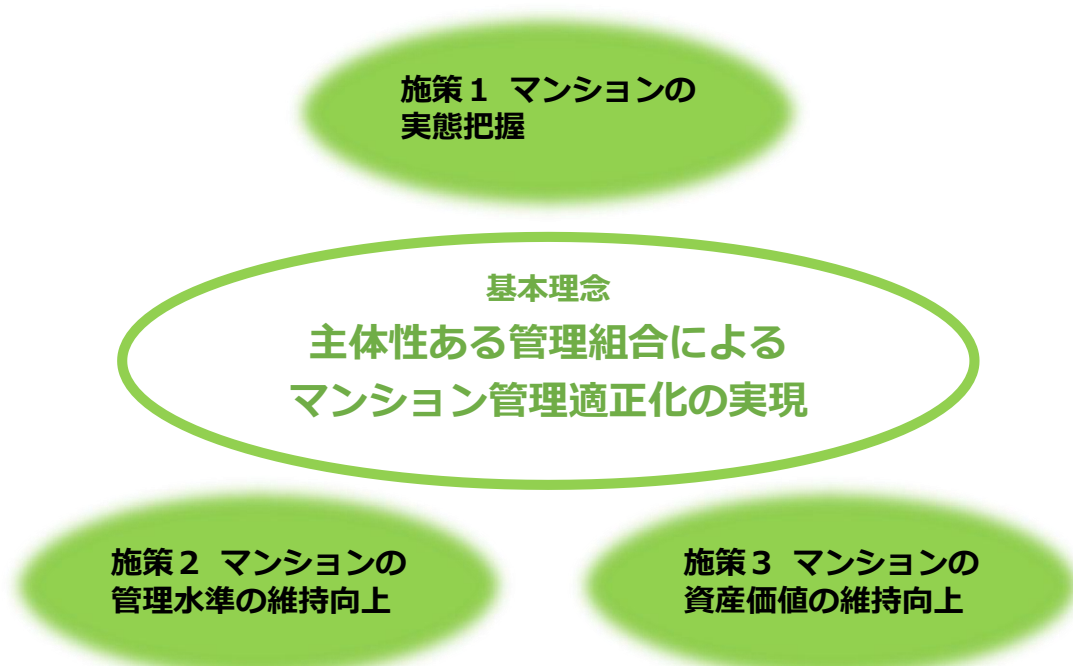 施策１ マンションの
実態把握
基本理念
主体性ある管理組合による
マンション管理適正化の実現
施策２ マンションの
管理水準の維持向上
施策３ マンションの
資産価値の維持向上